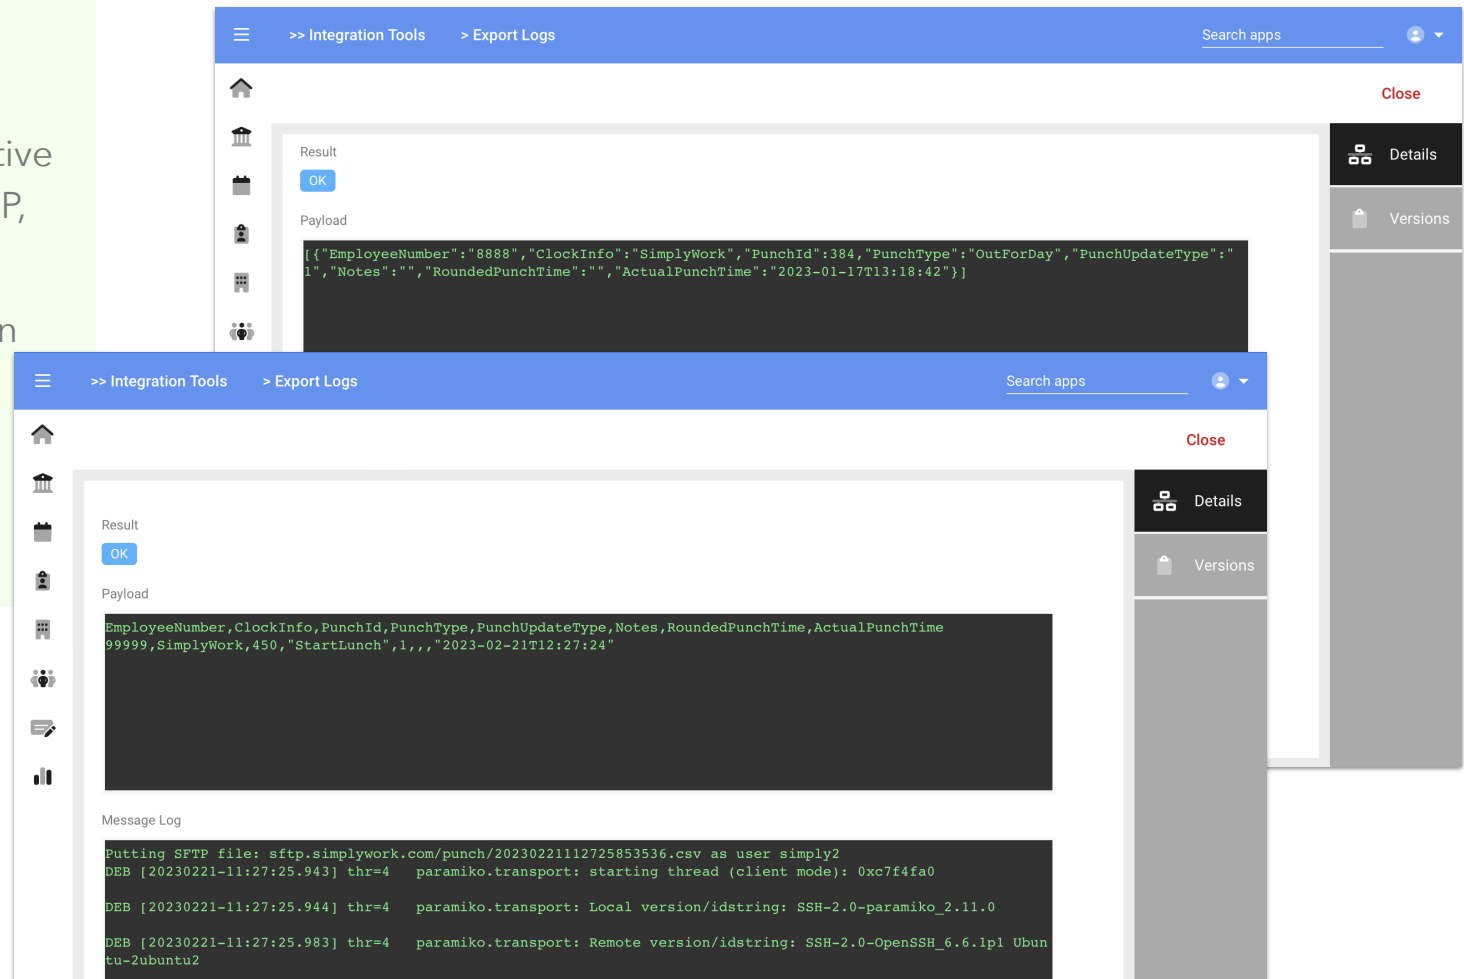 tive
P,
n
>> Integration Tools > Export Logs Search apps
Close
Result
OK
Payload
[{"EmployeeNumber":"8888","ClockInfo":"SimplyWork","PunchId":384,"PunchType":"OutForDay","PunchUpdateType":"
1","Notes":"","RoundedPunchTime":"","ActualPunchTime":"2023-01-17T13:18:42"}]
Details
Versions
>> Integration Tools > Export Logs Search apps
Close
Result
OK
Payload
EmployeeNumber,ClockInfo,PunchId,PunchType,PunchUpdateType,Notes,RoundedPunchTime,ActualPunchTime
99999,SimplyWork,450,"StartLunch",1,,,"2023-02-21T12:27:24"
Message Log
Putting SFTP file: sftp.simplywork.com/punch/20230221112725853536.csv as user simply2
DEB [20230221-11:27:25.943] thr=4 paramiko.transport: starting thread (client mode): 0xc7f4fa0
DEB [20230221-11:27:25.944] thr=4 paramiko.transport: Local version/idstring: SSH-2.0-paramiko_2.11.0
DEB [20230221-11:27:25.983] thr=4 paramiko.transport: Remote version/idstring: SSH-2.0-OpenSSH_6.6.1p1 Ubun
tu-2ubuntu2
Details
Versions